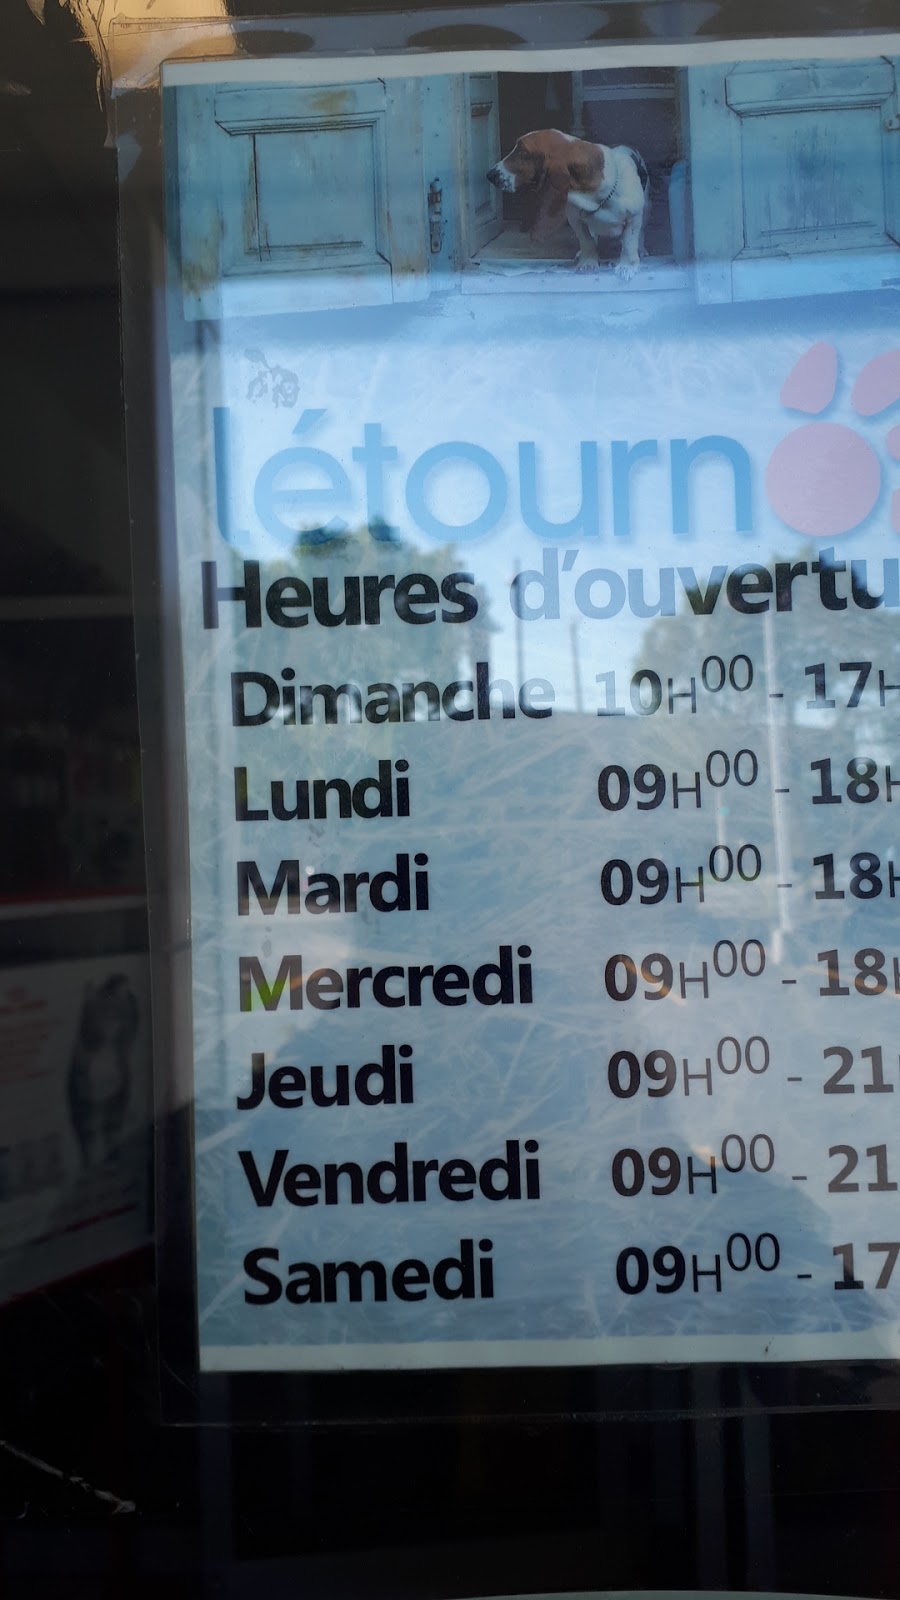 létourn
Heures d'ouvertu
Dimanche 10H00 - 17H
Lundi 09H00 - 18H
Mardi 09H00 - 18H
Mercredi 09H00 - 18H
Jeudi 09H00 - 21
Vendredi 09H00 - 21
Samedi 09H00 - 17